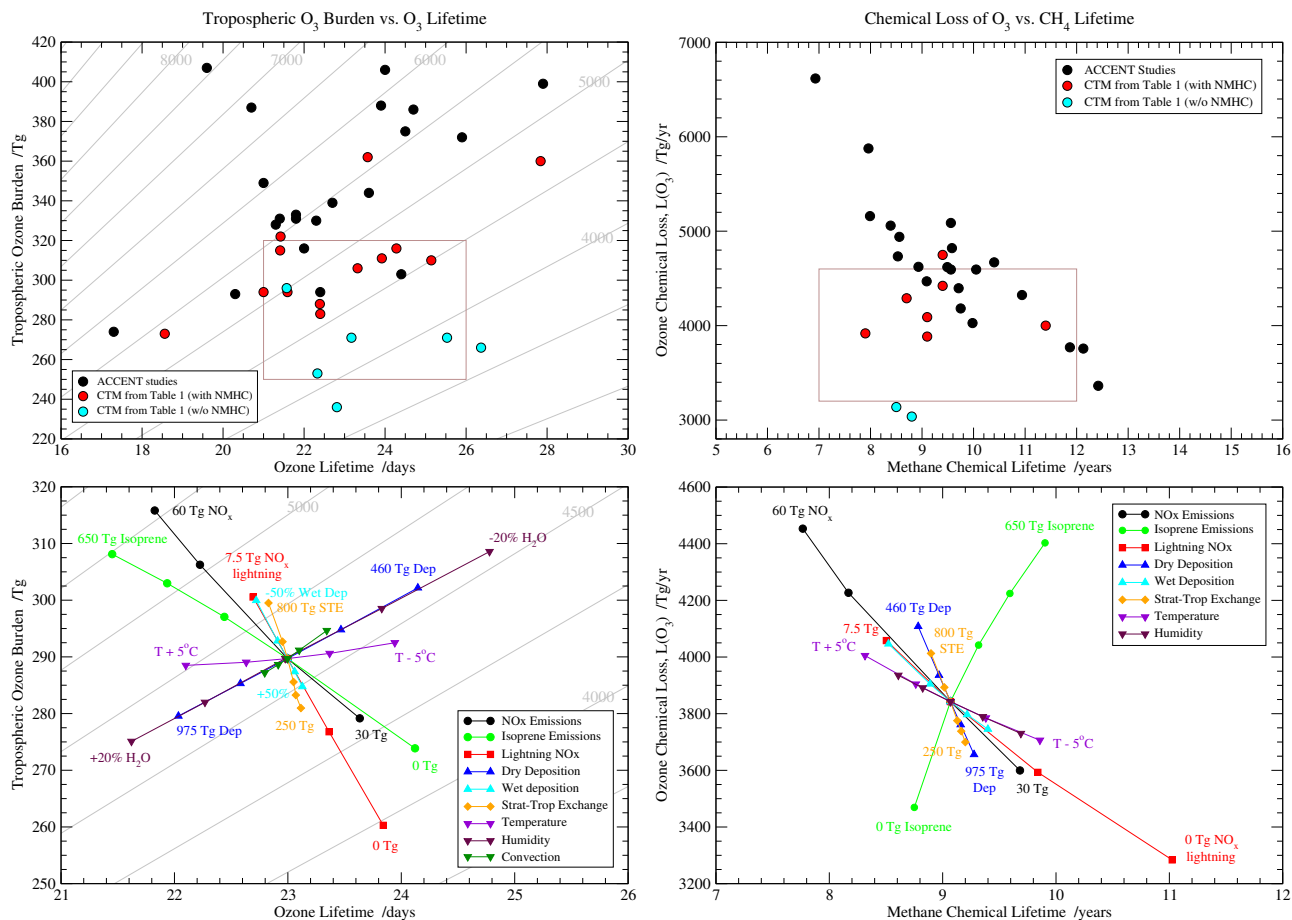 Tropospheric O3 Burden vs. O3 Lifetime
420
400
380
360
340
320
300
280
260
240
220
Tropospheric Ozone Burden /Tg
8000
7000
6000
5000
4000
ACCENT studies
CTM from Table 1 (with NMHC)
CTM from Table 1 (w/o NMHC)
16 18 20 22 24 26 28 30
Ozone Lifetime /days
Chemical Loss of O3 vs. CH4 Lifetime
7000
6000
5000
4000
3000
Ozone Chemical Loss, L(O3) /Tg/yr
ACCENT Studies
CTM from Table 1 (with NMHC)
CTM from Table 1 (w/o NMHC)
5 6 7 8 9 10 11 12 13 14 15 16
Methane Chemical Lifetime /years
320
310
300
290
280
270
260
250
Tropospheric Ozone Burden /Tg
60 Tg NOx
5000
4500
4000
650 Tg Isoprene
7.5 Tg NOx
lightning
-50% Wet Dep
800 Tg STE
460 Tg Dep
-20% H2O
T + 5°C
T - 5°C
+50%
250 Tg
975 Tg Dep
+20% H2O
30 Tg
0 Tg
0 Tg
NOx Emissions
Isoprene Emissions
Lightning NOx
Dry Deposition
Wet deposition
Strat-Trop Exchange
Temperature
Humidity
Convection
21 22 23 24 25 26
Ozone Lifetime /days
4600
4400
4200
4000
3800
3600
3400
3200
Ozone Chemical Loss, L(O3) /Tg/yr
60 Tg NOx
650 Tg Isoprene
460 Tg Dep
7.5 Tg
800 Tg
STE
T + 5°C
T - 5°C
250 Tg
975 Tg
Dep
30 Tg
0 Tg Isoprene
0 Tg NOx
lightning
NOx Emissions
Isoprene Emissions
Lightning NOx
Dry Deposition
Wet Deposition
Strat-Trop Exchange
Temperature
Humidity
7 8 9 10 11 12
Methane Chemical Lifetime /years